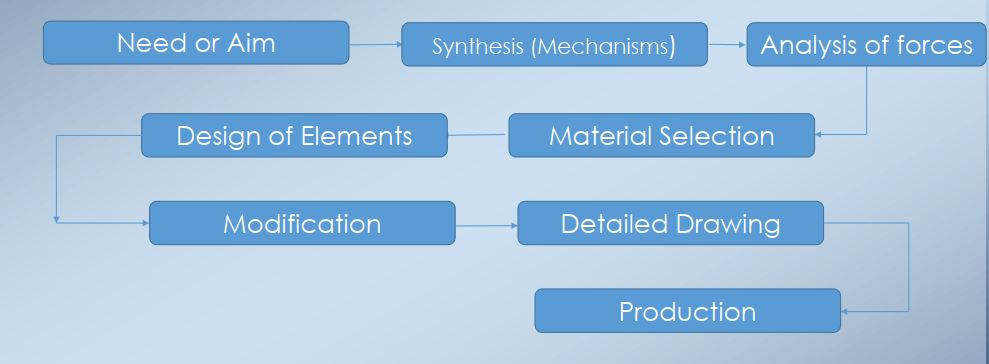 Need or Aim
Synthesis (Mechanisms)
Analysis of forces
Material Selection
Design of Elements
Modification
Detailed Drawing
Production